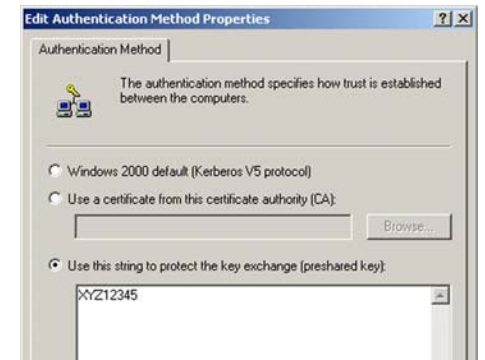 Edit Authentication Method Properties
Authentication Method
The authentication method specifies how trust is established
between the computers.
Windows 2000 default (Kerberos V5 protocol)
Use a certificate from this certificate authority (CA):
Browse...
Use this string to protect the key exchange (preshared key):
XYZ12345